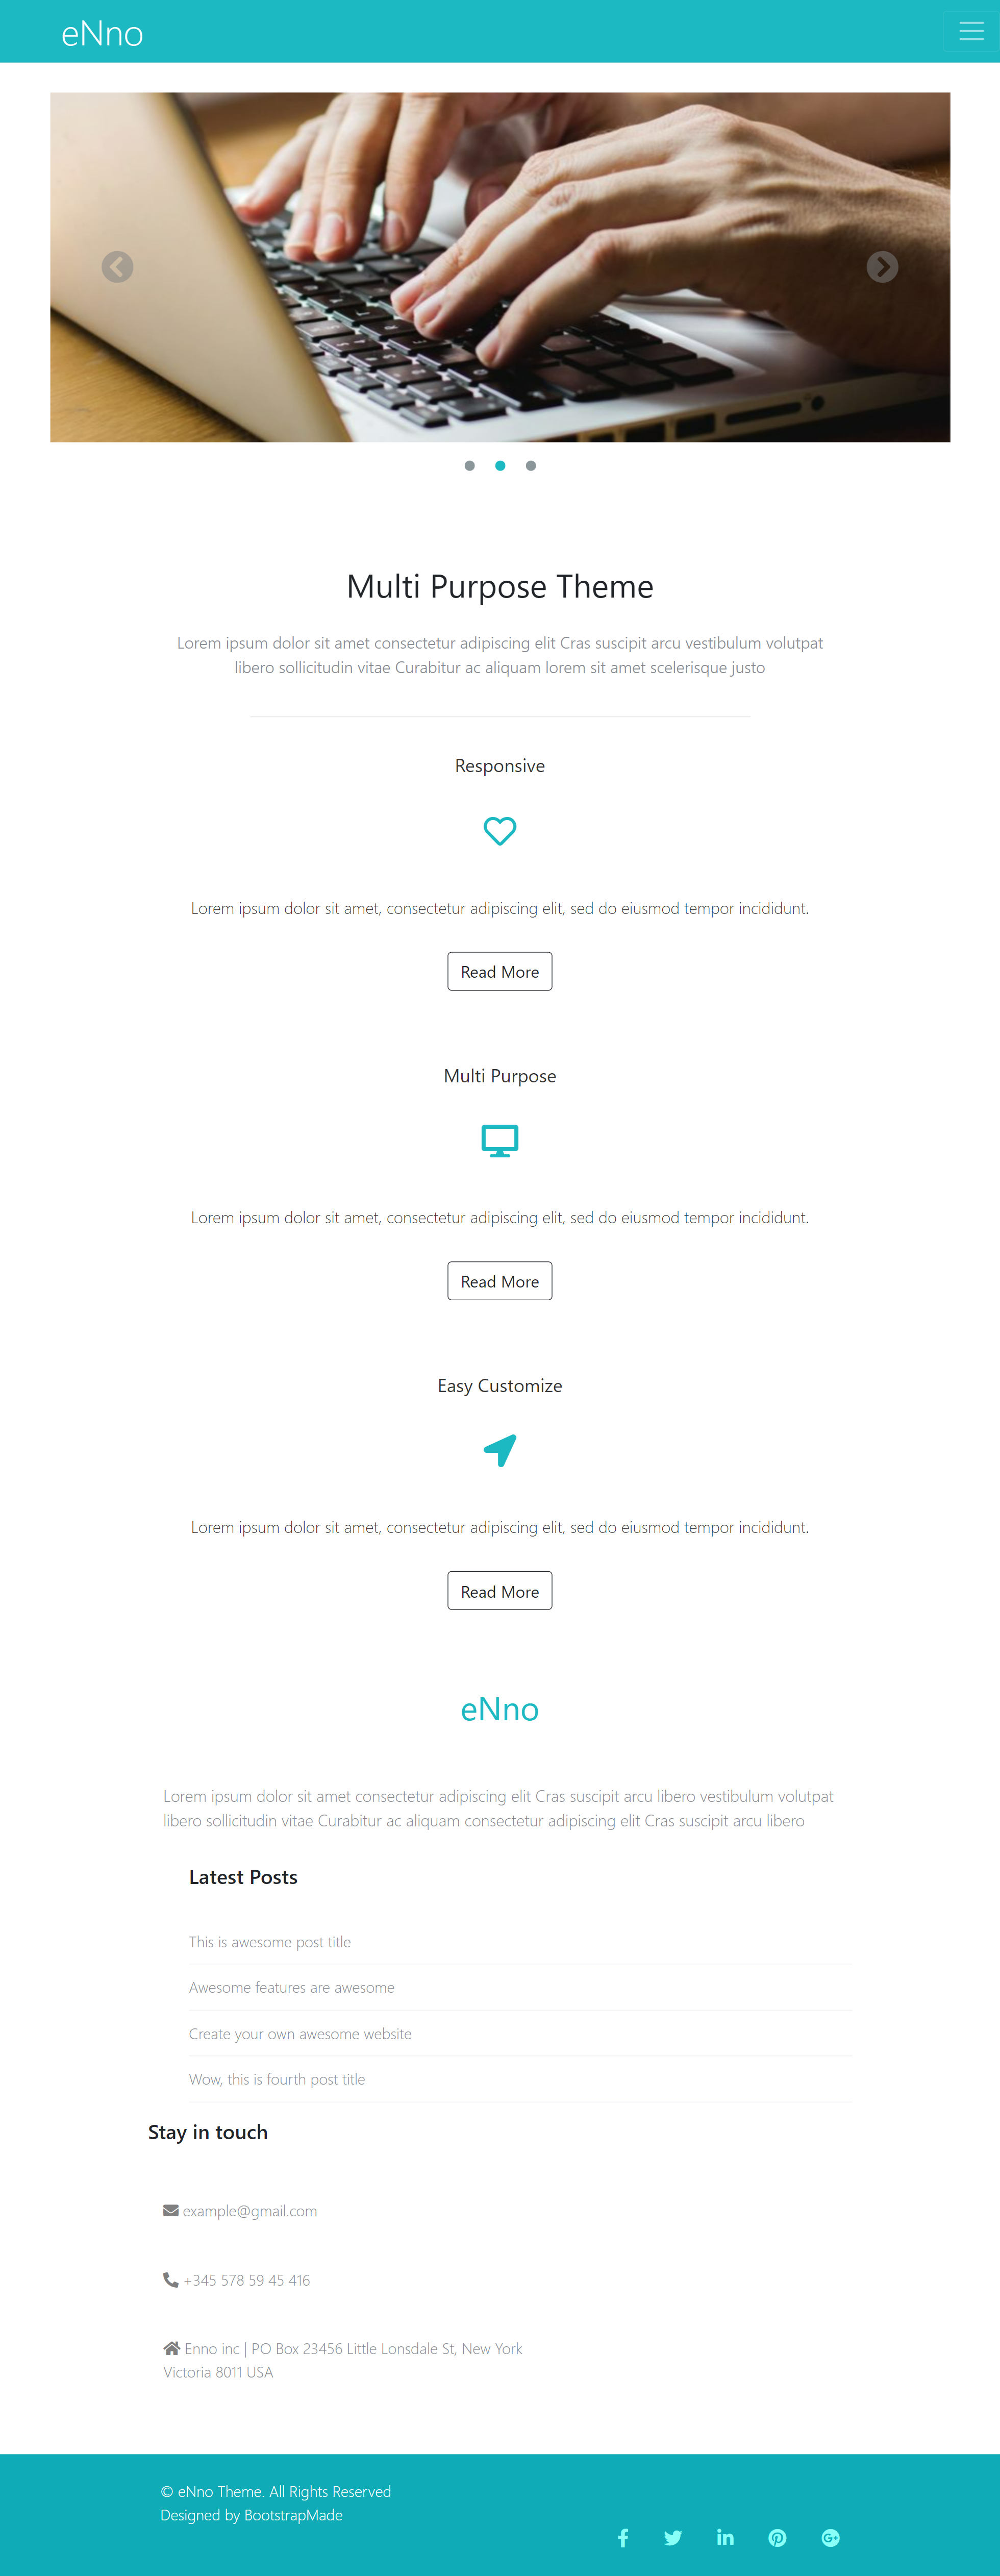 eNno
Multi Purpose Theme
Lorem ipsum dolor sit amet consectetur adipiscing elit Cras suscipit arcu vestibulum volutpat
libero sollicitudin vitae Curabitur ac aliquam lorem sit amet scelerisque justo
Responsive
Lorem ipsum dolor sit amet, consectetur adipiscing elit, sed do eiusmod tempor incididunt.
Read More
Multi Purpose
Lorem ipsum dolor sit amet, consectetur adipiscing elit, sed do eiusmod tempor incididunt.
Read More
Easy Customize
Lorem ipsum dolor sit amet, consectetur adipiscing elit, sed do eiusmod tempor incididunt.
Read More
eNno
Lorem ipsum dolor sit amet consectetur adipiscing elit Cras suscipit arcu libero vestibulum volutpat
libero sollicitudin vitae Curabitur ac aliquam consectetur adipiscing elit Cras suscipit arcu libero
Latest Posts
This is awesome post title
Awesome features are awesome
Create your own awesome website
Wow, this is fourth post title
Stay in touch
example@gmail.com
+345 578 59 45 416
Enno inc | PO Box 23456 Little Lonsdale St, New York
Victoria 8011 USA
© eNno Theme. All Rights Reserved
Designed by BootstrapMade